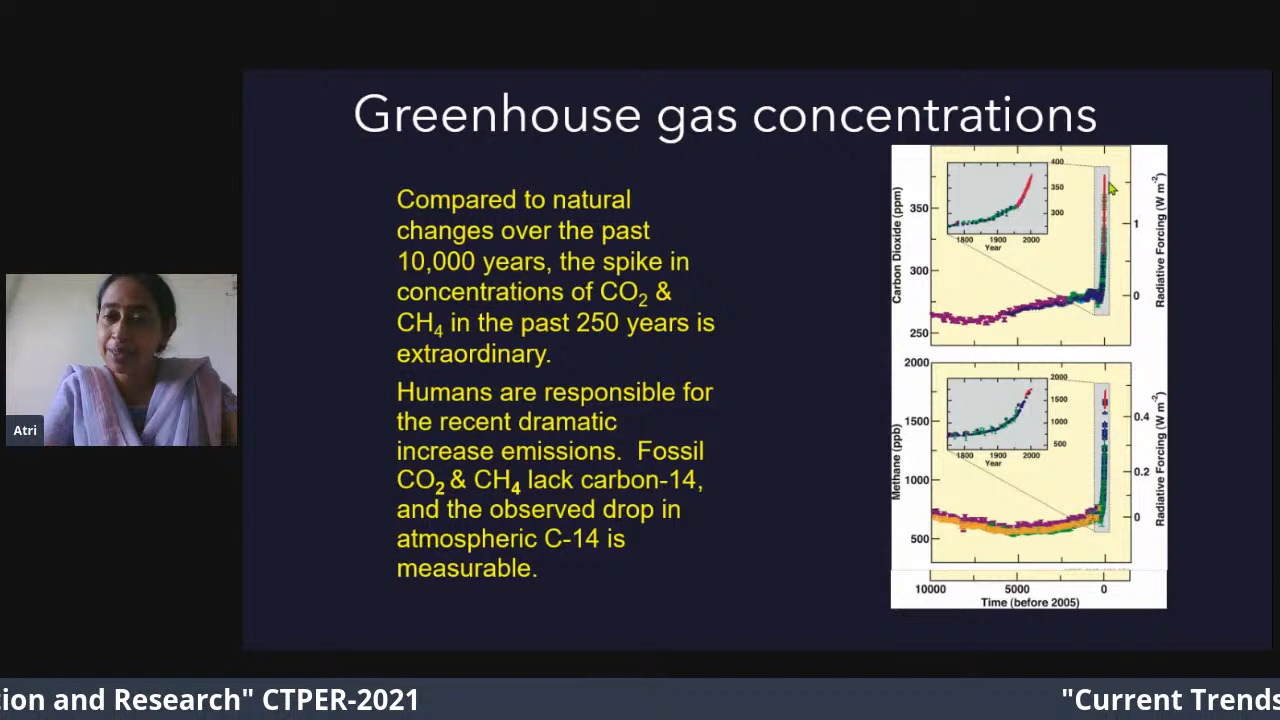 Greenhouse gas concentrations
Compared to natural
changes over the past
10,000 years, the spike in
concentrations of CO₂ &
CH₄ in the past 250 years is
extraordinary.
Humans are responsible for
the recent dramatic
increase emissions.  Fossil
CO₂ & CH₄ lack carbon-14,
and the observed drop in
atmospheric C-14 is
measurable.
Carbon Dioxide (ppm)
350
300
250
400
350
300
1800 1900 2000
Year
1
0
Radiative Forcing (W m⁻²)
Methane (ppb)
2000
1500
1000
500
2000
1500
1000
500
1800 1900 2000
Year
0.4
0.2
0
Radiative Forcing (W m⁻²)
10000 5000 0
Time (before 2005)
Atri
tion and Research" CTPER-2021
"Current Trends